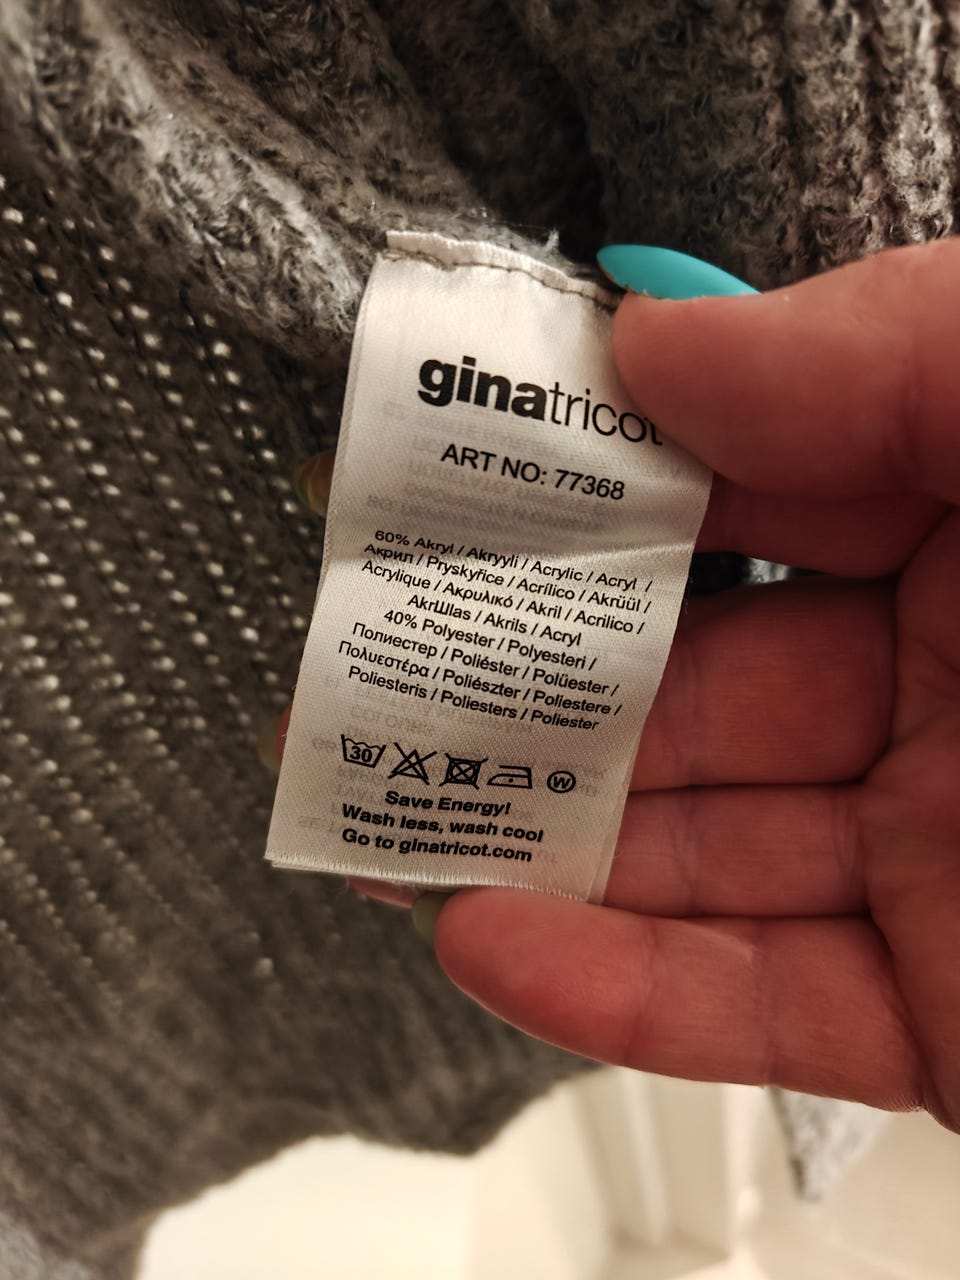 ginatricot
ART NO: 77368
60% Akryl / Akryyli / Acrylic / Acryl /
Акрил / Pryskyřice / Acrílico / Akrüül /
Acrylique / Ακρυλικό / Akril / Acrilico /
AkrШlas / Akrils / Acryl
40% Polyester / Polyesteri /
Полиестер / Poliéster / Polüester /
Πολυεστέρα / Poliészter / Poliestere /
Poliesteris / Poliesters / Poliester
30
W
Save Energy!
Wash less, wash cool
Go to ginatricot.com